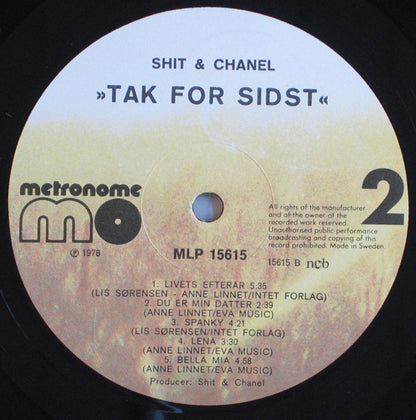 SHIT & CHANEL
»TAK FOR SIDST«
metronome
mo
℗ 1978
2
All rights of the manufacturer
and of the owner of the
recorded work reserved.
Unauthorised public performance
broadcasting and copying of this
record prohibited. Made in Sweden.
MLP 15615
15615 B ncb
1. LIVETS EFTERÅR 5:35
(LIS SØRENSEN - ANNE LINNET/INTET FORLAG)
2. DU ER MIN DATTER 2:39
(ANNE LINNET/EVA MUSIC)
3. SPANKY 4:21
(LIS SØRENSEN/INTET FORLAG)
4. LENA 3:30
(ANNE LINNET/EVA MUSIC)
5. BELLA MIA 4:58
(ANNE LINNET/EVA MUSIC)
Producer: Shit & Chanel